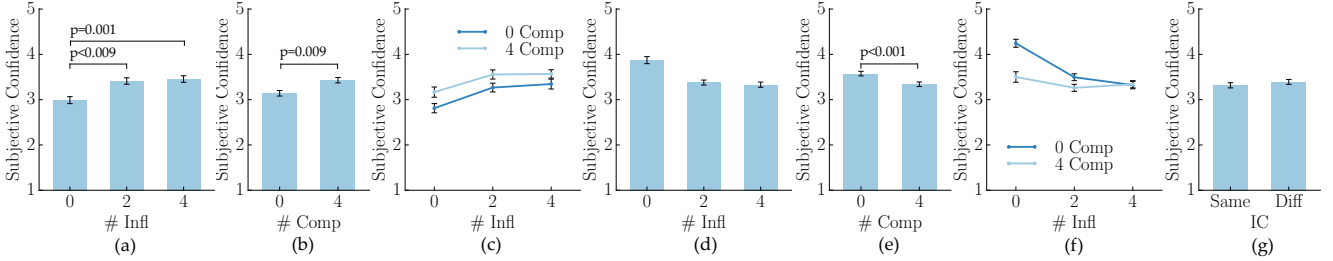 Subjective Confidence
5
4
3
2
1
p=0.001
p<0.009
0 2 4
# Infl
(a)
Subjective Confidence
5
4
3
2
1
p=0.009
0 4
# Comp
(b)
Subjective Confidence
5
4
3
2
1
0 Comp
4 Comp
0 2 4
# Infl
(c)
Subjective Confidence
5
4
3
2
1
0 2 4
# Infl
(d)
Subjective Confidence
5
4
3
2
1
p<0.001
0 4
# Comp
(e)
Subjective Confidence
5
4
3
2
1
0 Comp
4 Comp
0 2 4
# Infl
(f)
Subjective Confidence
5
4
3
2
1
Same Diff
IC
(g)